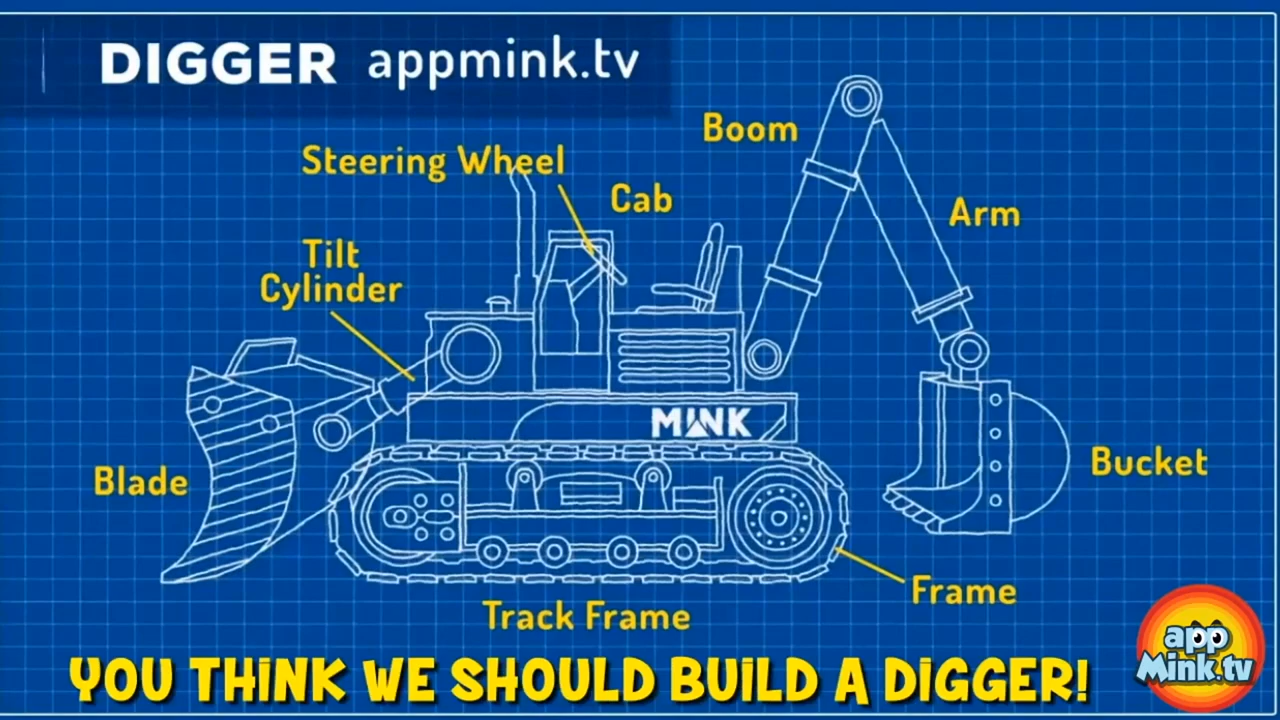 DIGGER appmink.tv
Boom
Steering Wheel
Cab
Arm
Tilt
Cylinder
MINK
Blade
Bucket
Frame
Track Frame
YOU THINK WE SHOULD BUILD A DIGGER!
app
Mink.tv